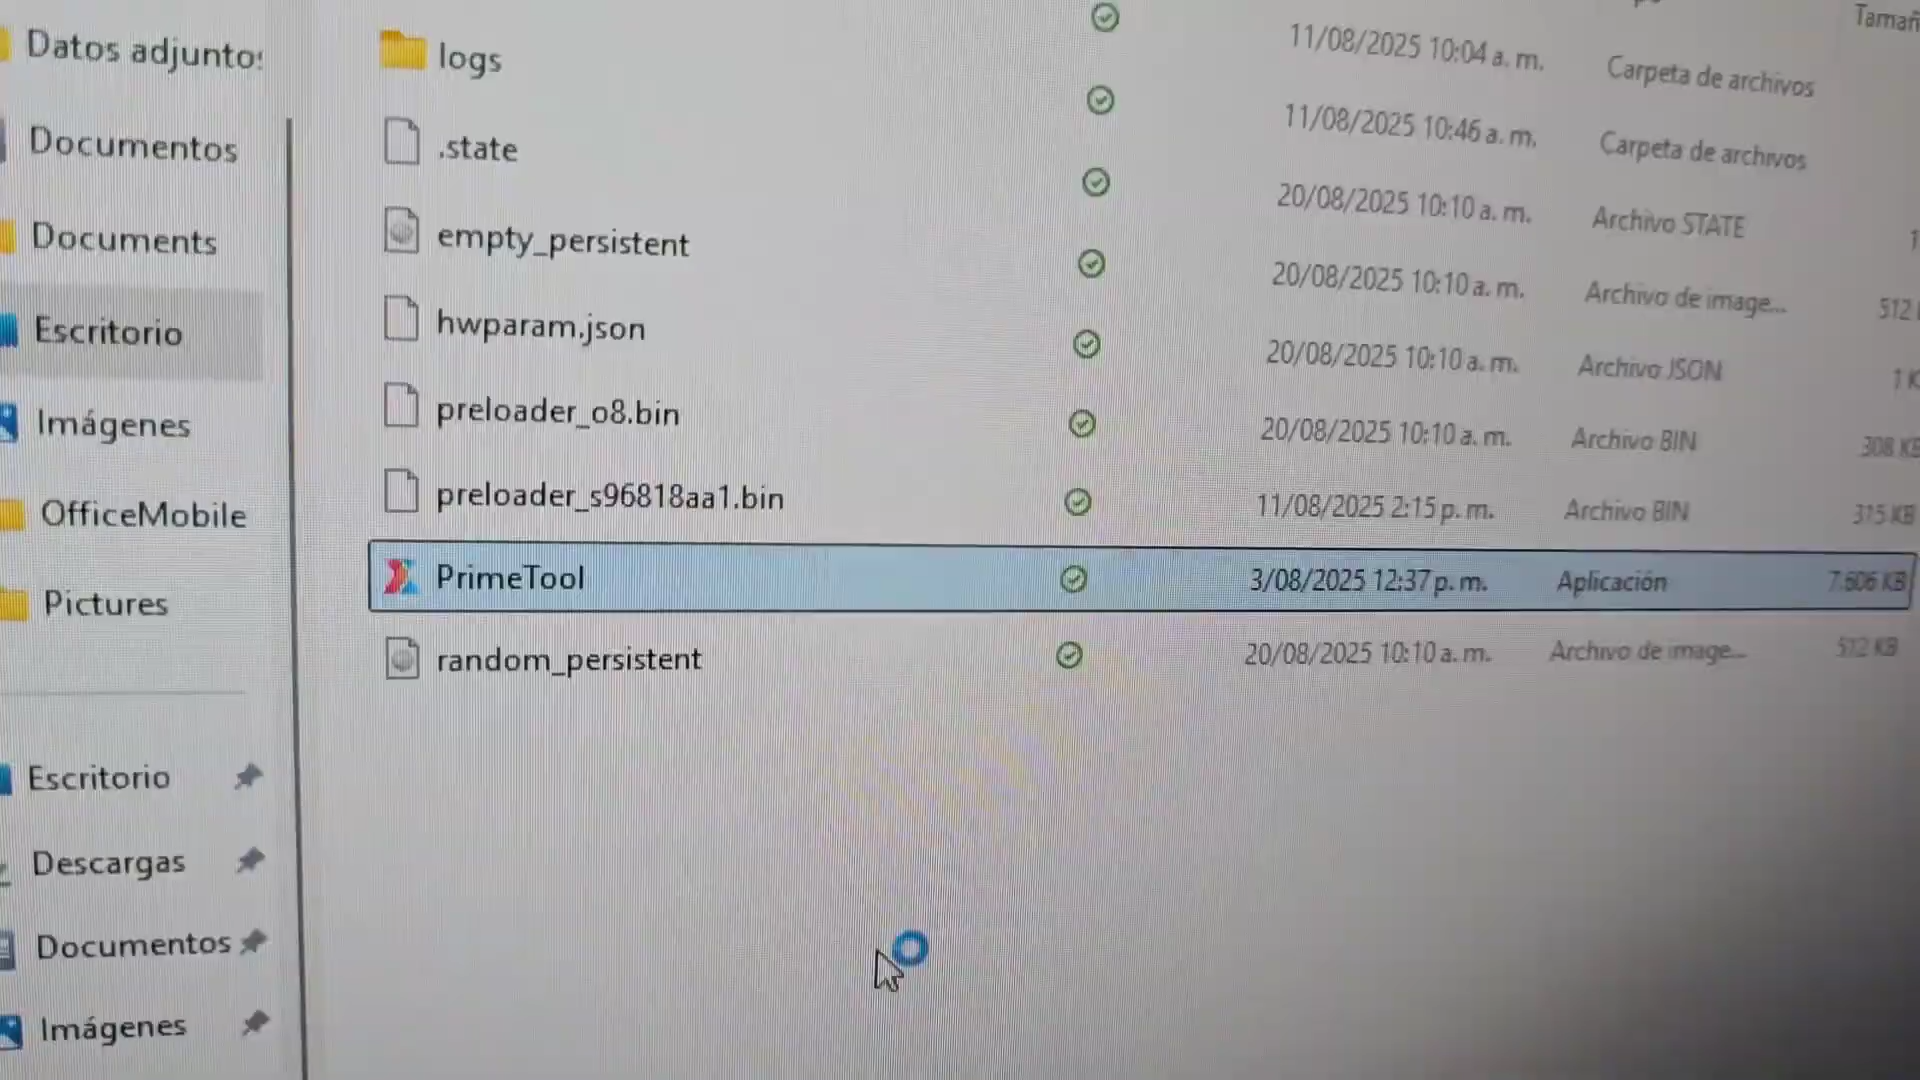 Tamañ
Datos adjuntos
logs
11/08/2025 10:04 a. m.
Carpeta de archivos
Documentos
.state
11/08/2025 10:46 a. m.
Carpeta de archivos
Documents
empty_persistent
20/08/2025 10:10 a. m.
Archivo STATE
1
Escritorio
hwparam.json
20/08/2025 10:10 a. m.
Archivo de image...
512
Imágenes
preloader_o8.bin
20/08/2025 10:10 a. m.
Archivo JSON
1 K
OfficeMobile
preloader_s96818aa1.bin
20/08/2025 10:10 a. m.
Archivo BIN
308 KB
11/08/2025 2:15 p. m.
Archivo BIN
315 KB
Pictures
PrimeTool
3/08/2025 12:37 p. m.
Aplicación
7.606 KB
random_persistent
20/08/2025 10:10 a. m.
Archivo de image...
512 KB
Escritorio
Descargas
Documentos
Imágenes